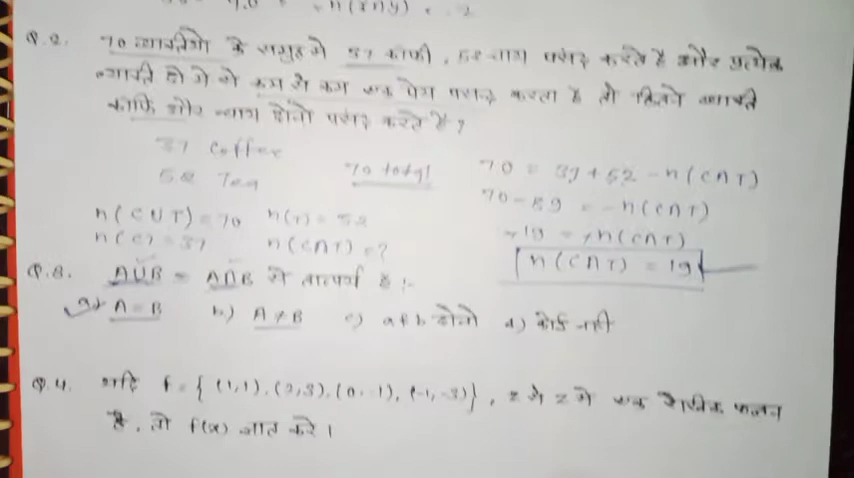 n(x∩y) = .2
Q.2. 70 व्यक्तियो के समुह मे 37 काफी, 52 चाय पसंद करते है और प्रत्येक
व्यक्ति दो मे से कम से कम एक पेय पसन्द करता है तो कितने व्यक्ति
काफि और चाय दोनो पसंद करते है?
37 coffee
52 Tea
70 total
n(C∪T)=70 n(T)=52
n(C)=37 n(C∩T)=?
70 = 37+52-n(C∩T)
70-89 = -n(C∩T)
-19 = -n(C∩T)
n(C∩T) = 19
Q.3. A∪B = A∩B से तात्पर्य है :-
a) A=B b) A≠B c) a व b दोनो d) कोई नही
Q.4. यदि f={(1,1),(2,3),(0,-1),(-1,-3)}, z से z मे एक रैखिक फलन
है, तो f(x) ज्ञात करे।